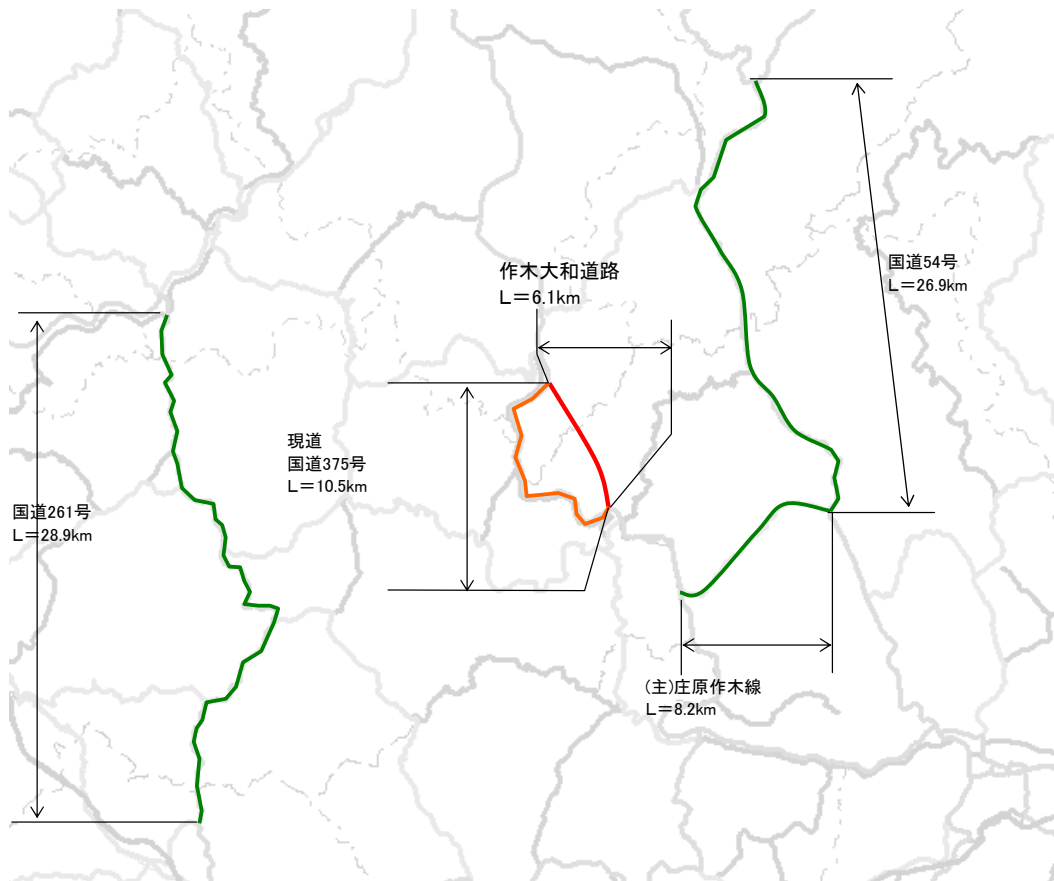 作木大和道路
L=6.1km
国道54号
L=26.9km
現道
国道375号
L=10.5km
国道261号
L=28.9km
(主)庄原作木線
L=8.2km